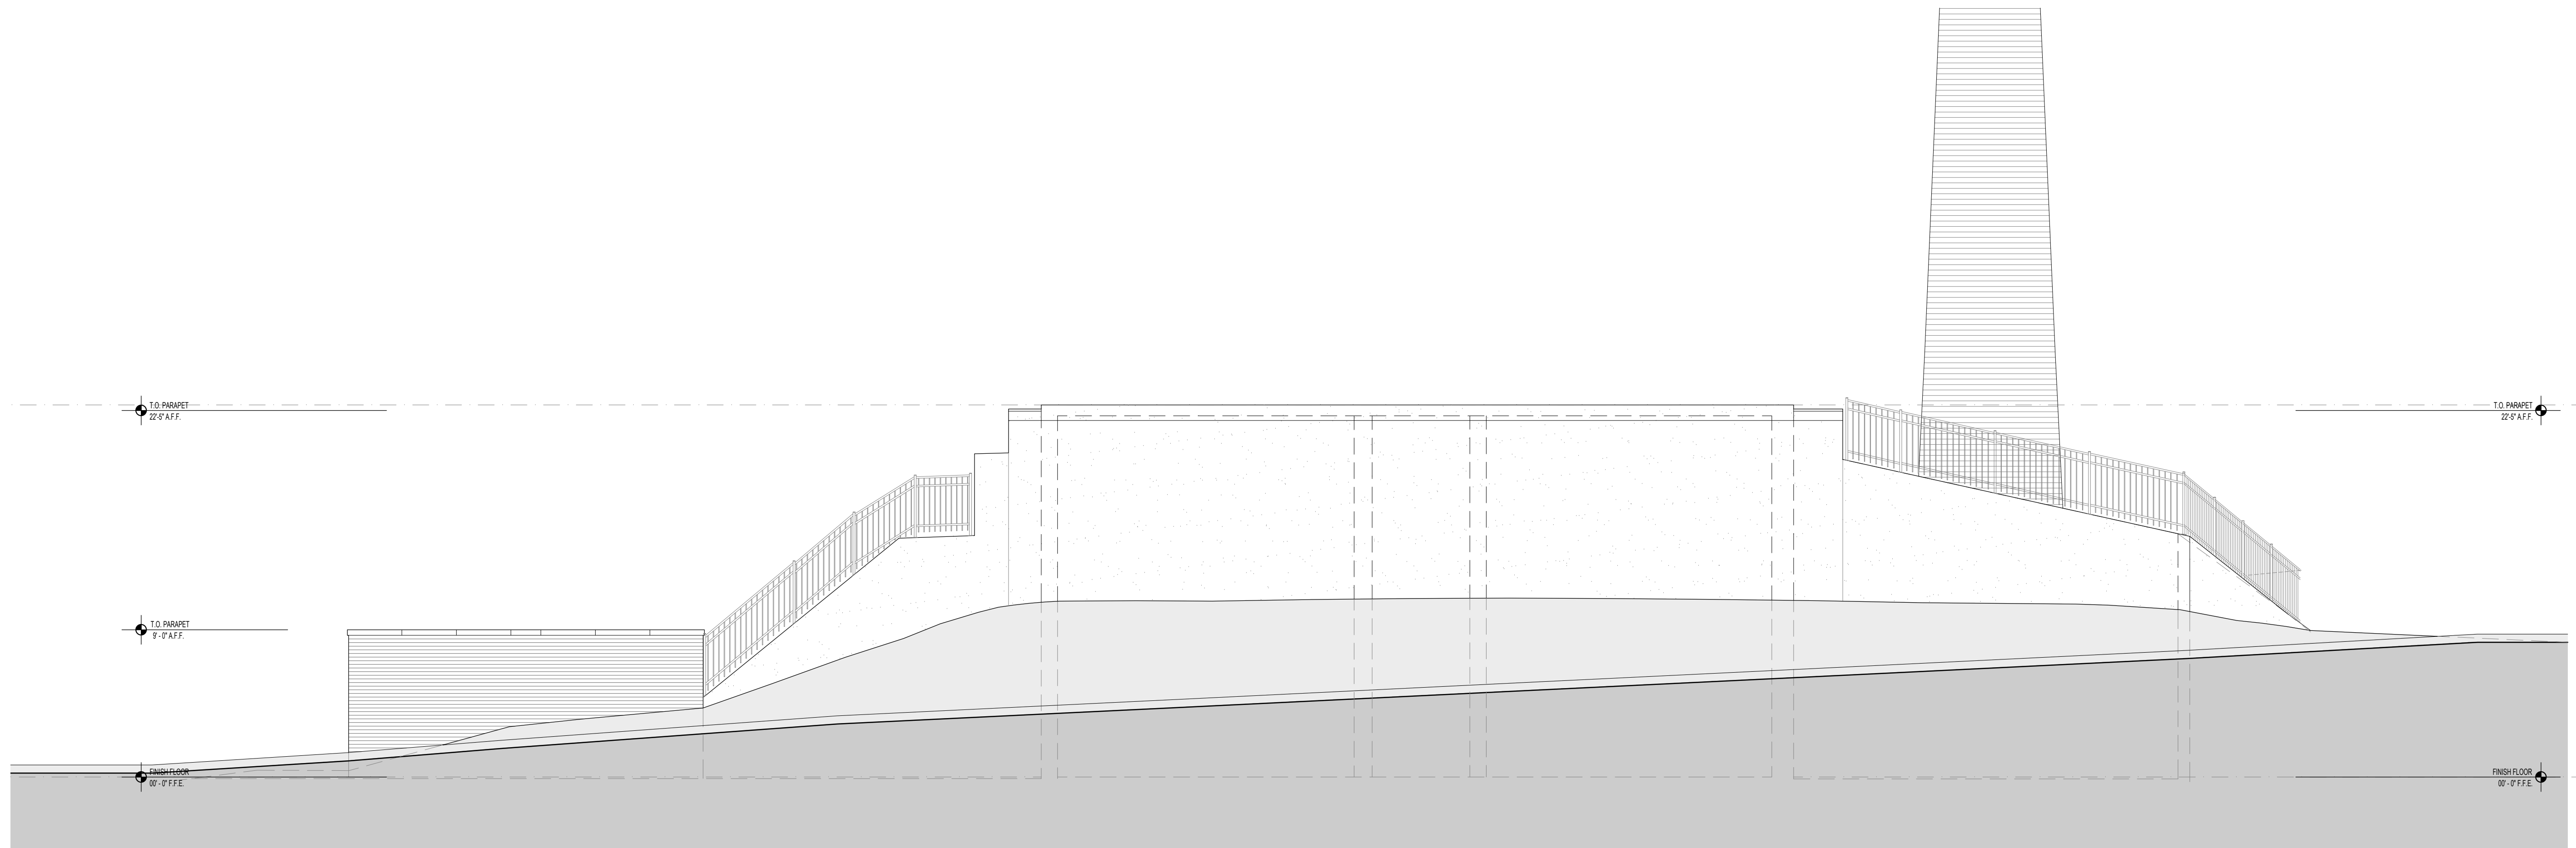 T.O. PARAPET
22'-5" A.F.F.
T.O. PARAPET
22'-5" A.F.F.
T.O. PARAPET
9' - 0" A.F.F.
FINISH FLOOR
00' - 0" F.F.E.
FINISH FLOOR
00' - 0" F.F.E.